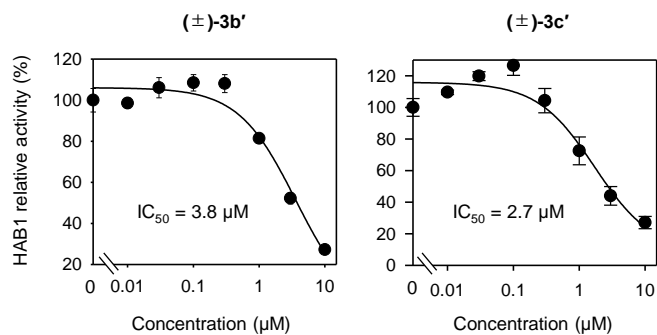 (±)-3b′
HAB1 relative activity (%)
120
100
80
60
40
20
IC50 = 3.8 µM
0 0.01 0.1 1 10
Concentration (µM)
(±)-3c′
120
100
80
60
40
20
0
IC50 = 2.7 µM
0 0.01 0.1 1 10
Concentration (µM)